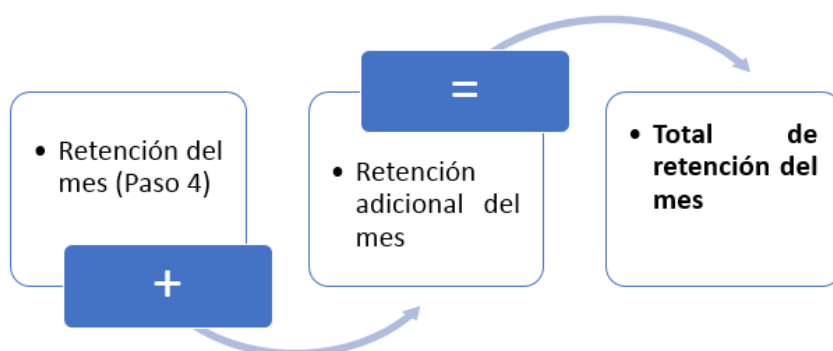 • Retención del
mes (Paso 4)
+
=
• Retención
adicional del
mes
• Total de
retención del
mes